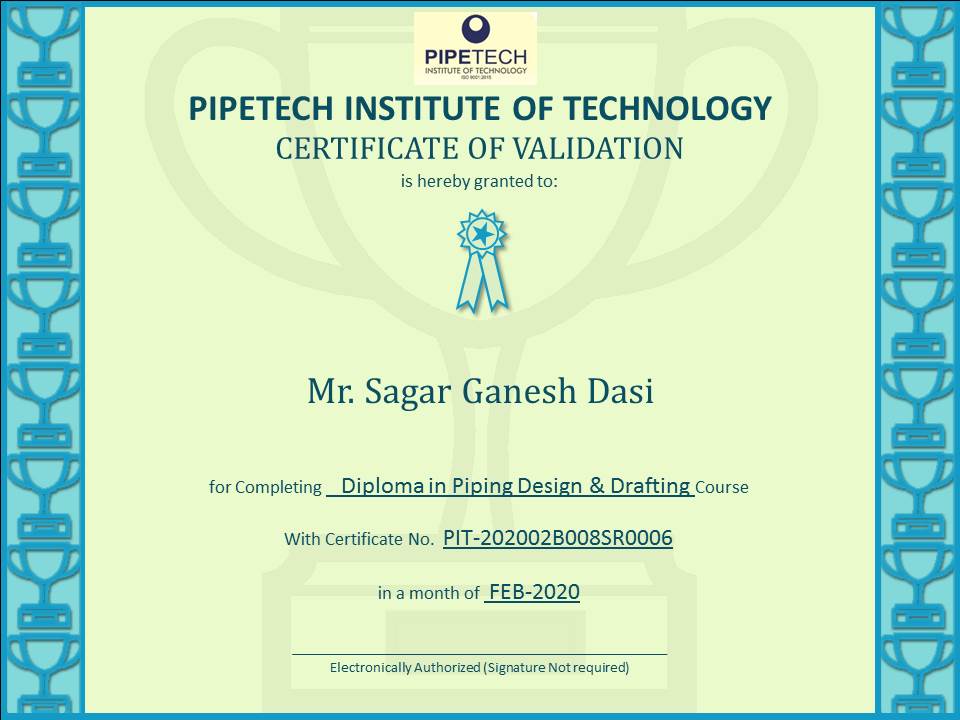 PIPETECH
INSTITUTE OF TECHNOLOGY
ISO 9001:2015
PIPETECH INSTITUTE OF TECHNOLOGY
CERTIFICATE OF VALIDATION
is hereby granted to:
Mr. Sagar Ganesh Dasi
for Completing Diploma in Piping Design & Drafting Course
With Certificate No. PIT-202002B008SR0006
in a month of FEB-2020
Electronically Authorized (Signature Not required)